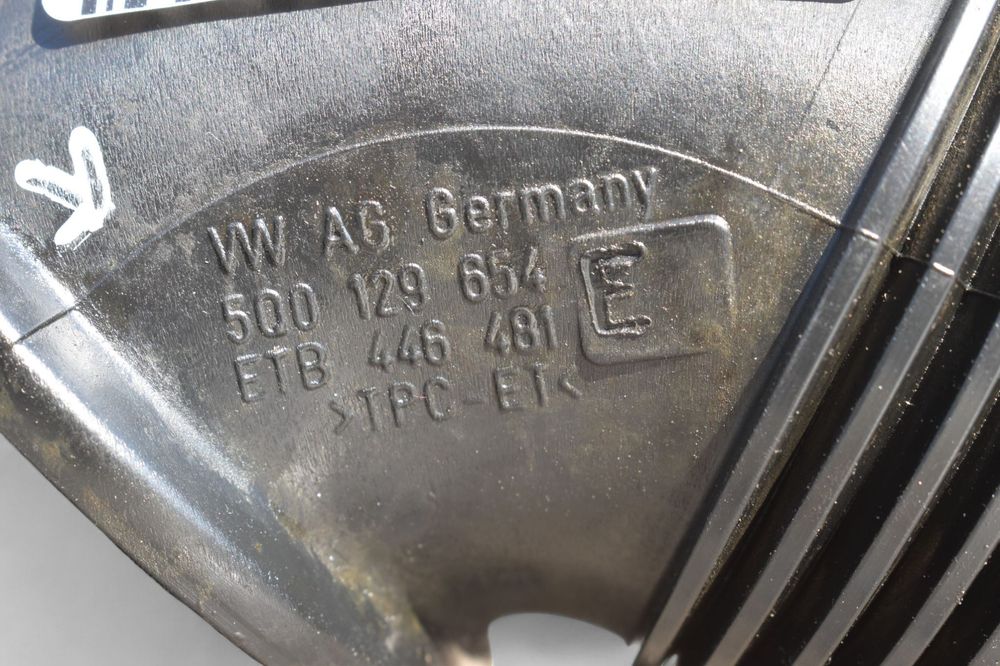 VW AG Germany
5Q0 129 654 E
ETB 446 481
>TPC-ET<